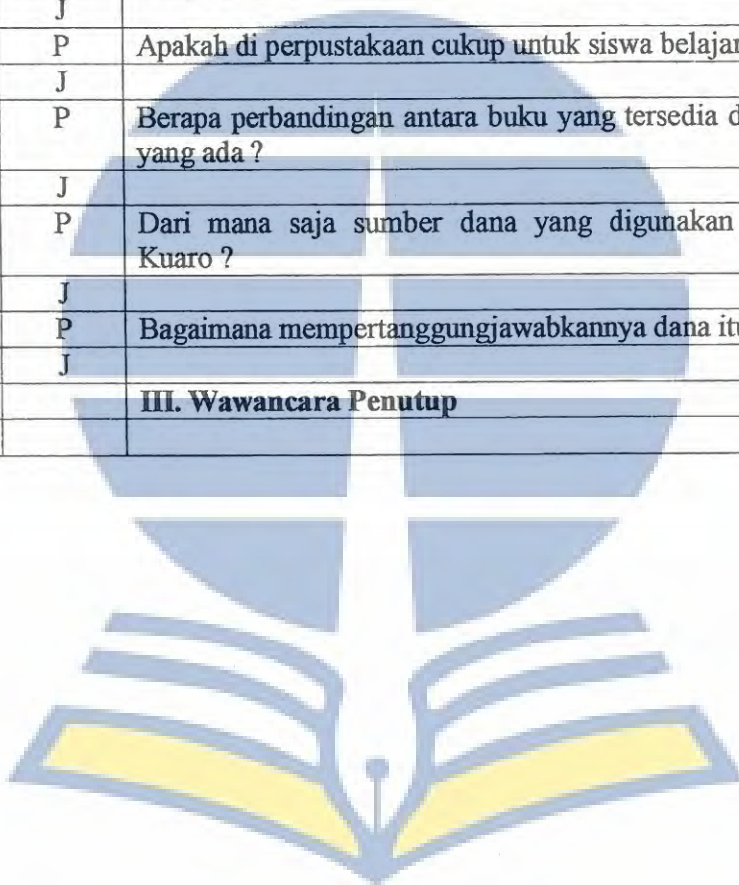 J
P Apakah di perpustakaan cukup untuk siswa belajar
J
P Berapa perbandingan antara buku yang tersedia
yang ada ?
J
P Dari mana saja sumber dana yang digunakan
Kuaro ?
J
P Bagaimana mempertanggungjawabkannya dana itu
J
III. Wawancara Penutup